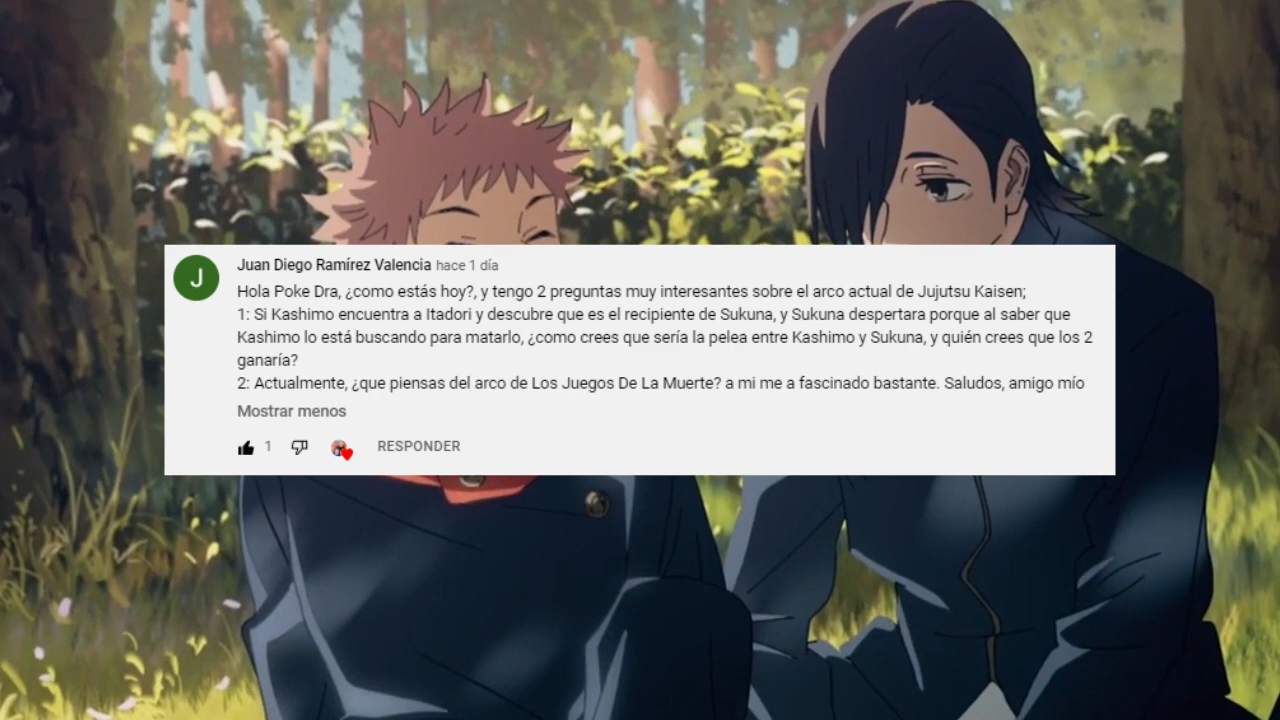 J
Juan Diego Ramírez Valencia hace 1 día
Hola Poke Dra, ¿como estás hoy?, y tengo 2 preguntas muy interesantes sobre el arco actual de Jujutsu Kaisen;
1: Si Kashimo encuentra a Itadori y descubre que es el recipiente de Sukuna, y Sukuna despertara porque al saber que
Kashimo lo está buscando para matarlo, ¿como crees que sería la pelea entre Kashimo y Sukuna, y quién crees que los 2
ganaría?
2: Actualmente, ¿que piensas del arco de Los Juegos De La Muerte? a mi me a fascinado bastante. Saludos, amigo mío
Mostrar menos
1 RESPONDER